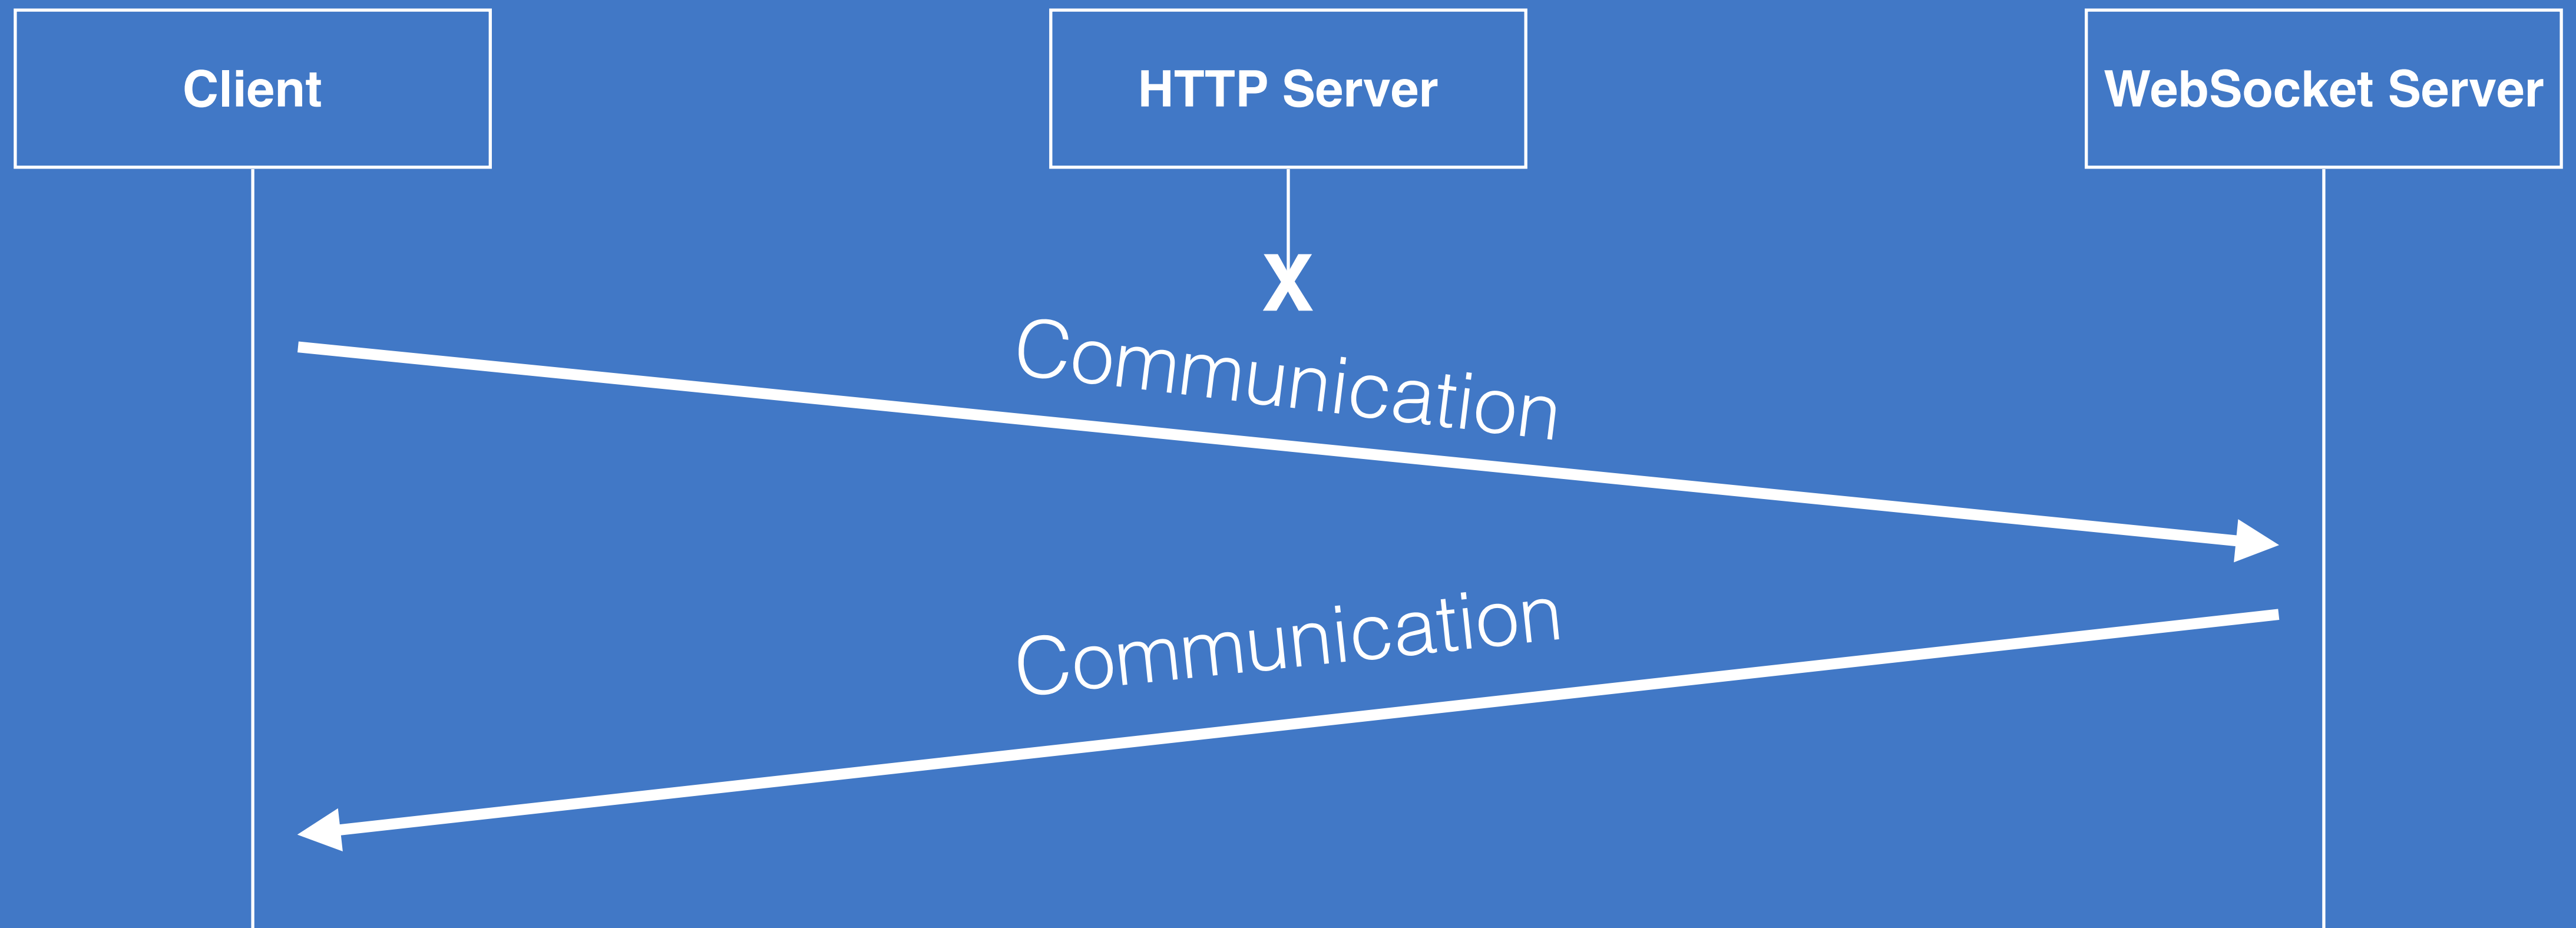 Client
HTTP Server
WebSocket Server
X
Communication
Communication